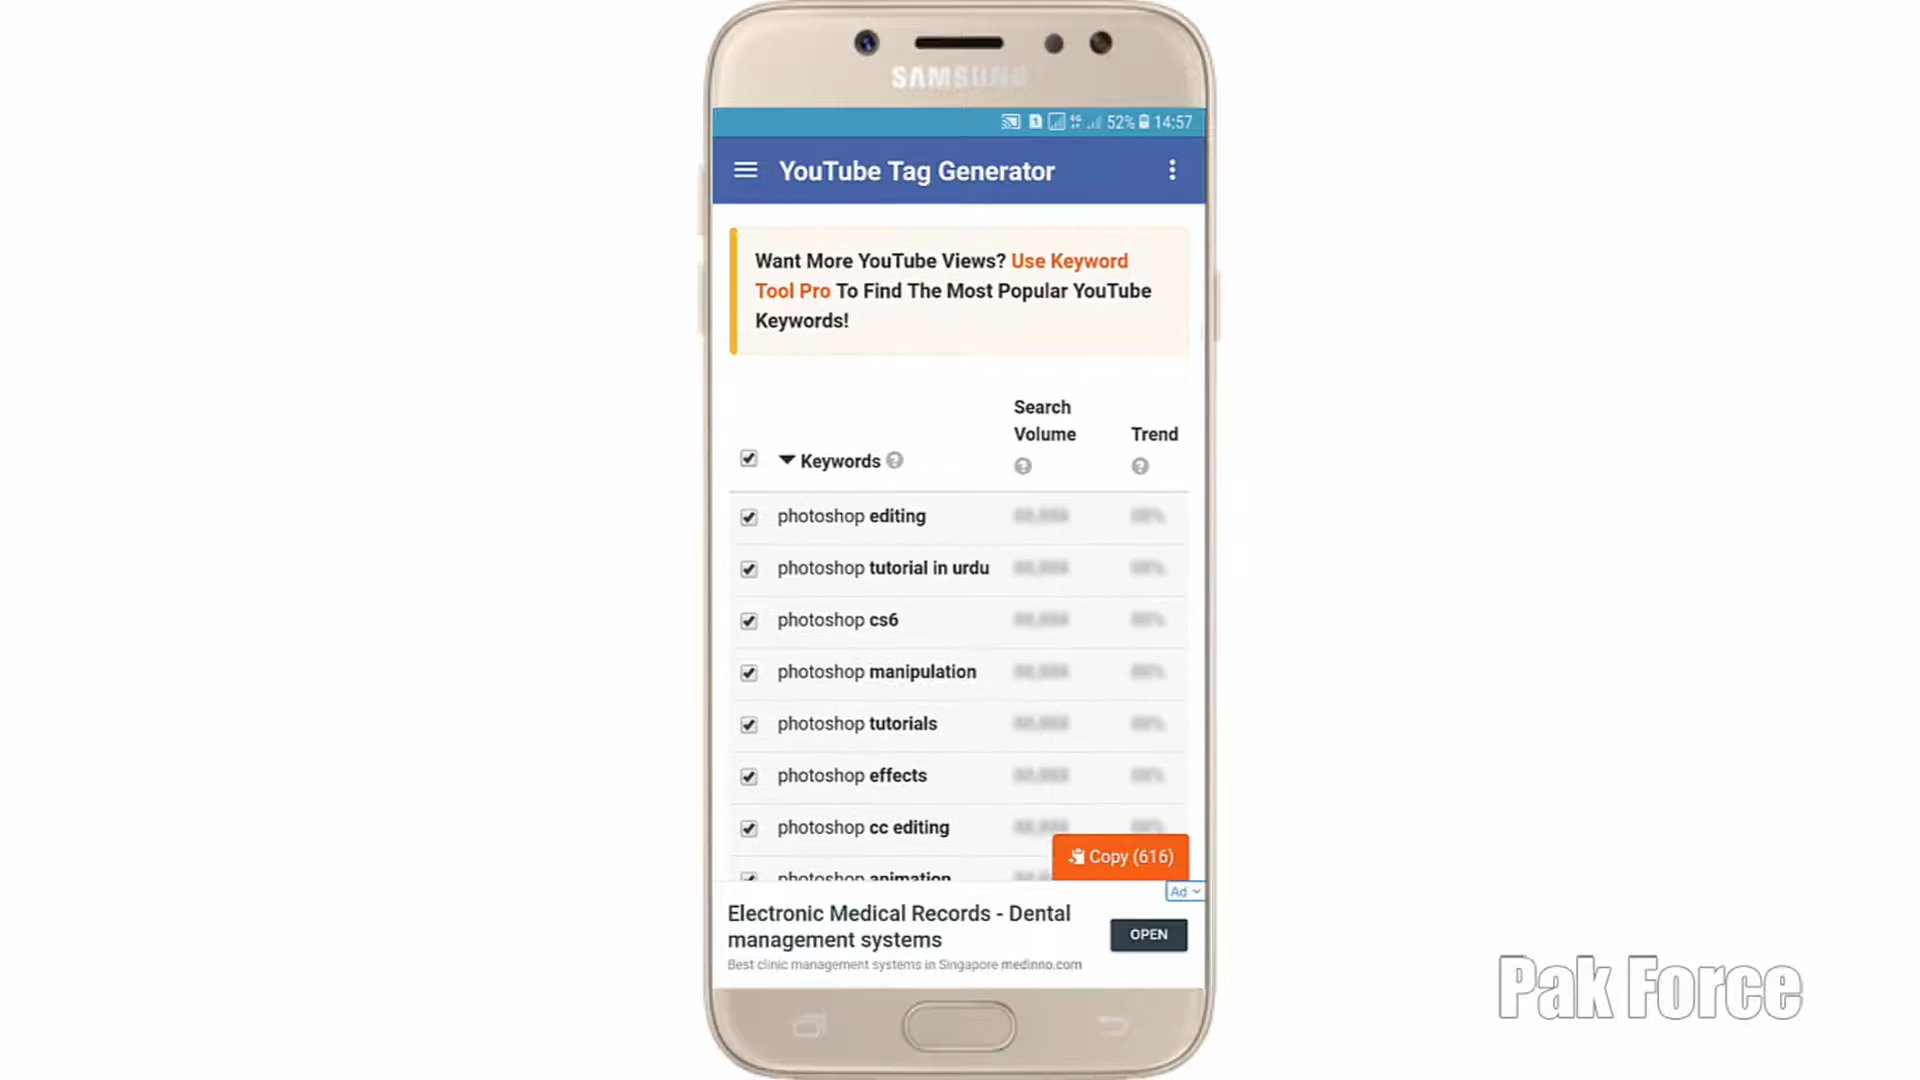 SAMSUNG
4G 52% 14:57
YouTube Tag Generator
Want More YouTube Views? Use Keyword
Tool Pro To Find The Most Popular YouTube
Keywords!
Search
Volume
Trend
Keywords
photoshop editing
photoshop tutorial in urdu
photoshop cs6
photoshop manipulation
photoshop tutorials
photoshop effects
photoshop cc editing
photoshop animation
Copy (616)
Ad
Electronic Medical Records - Dental
management systems
OPEN
Best clinic management systems in Singapore medinno.com
Pak Force